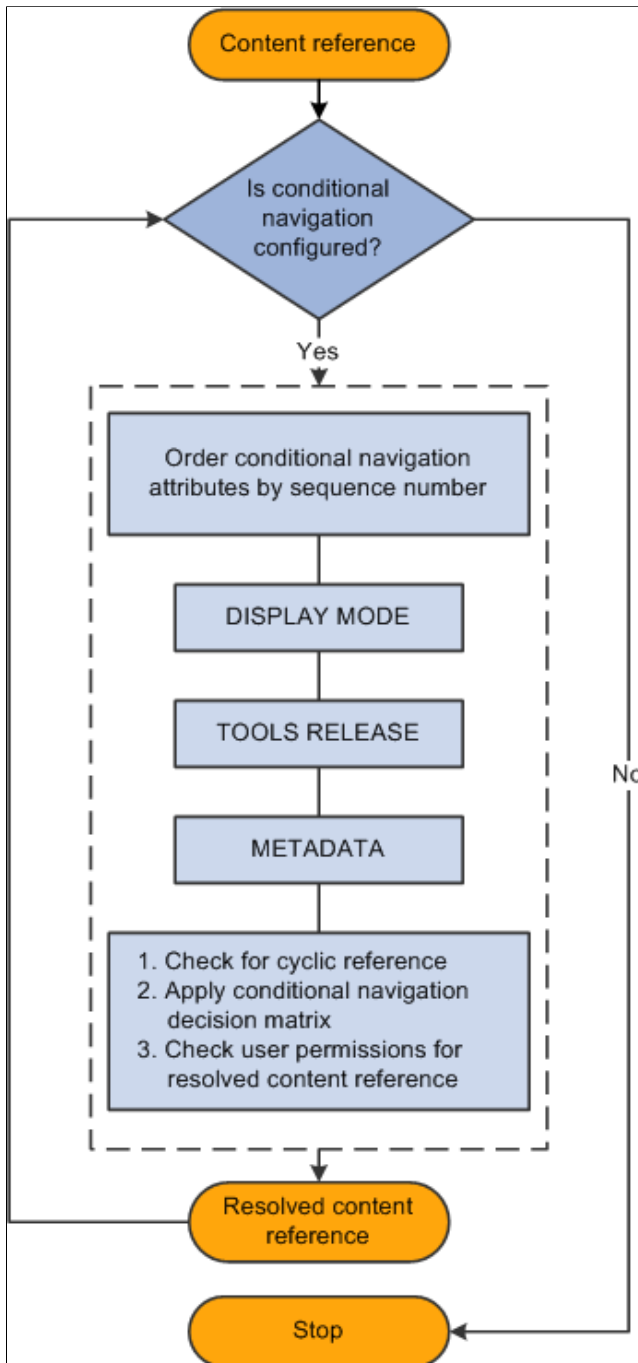 Content reference
Is conditional
navigation
configured?
Yes
Order conditional navigation
attributes by sequence number
DISPLAY MODE
TOOLS RELEASE
No
METADATA
1. Check for cyclic reference
2. Apply conditional navigation
decision matrix
3. Check user permissions for
resolved content reference
Resolved content
reference
Stop